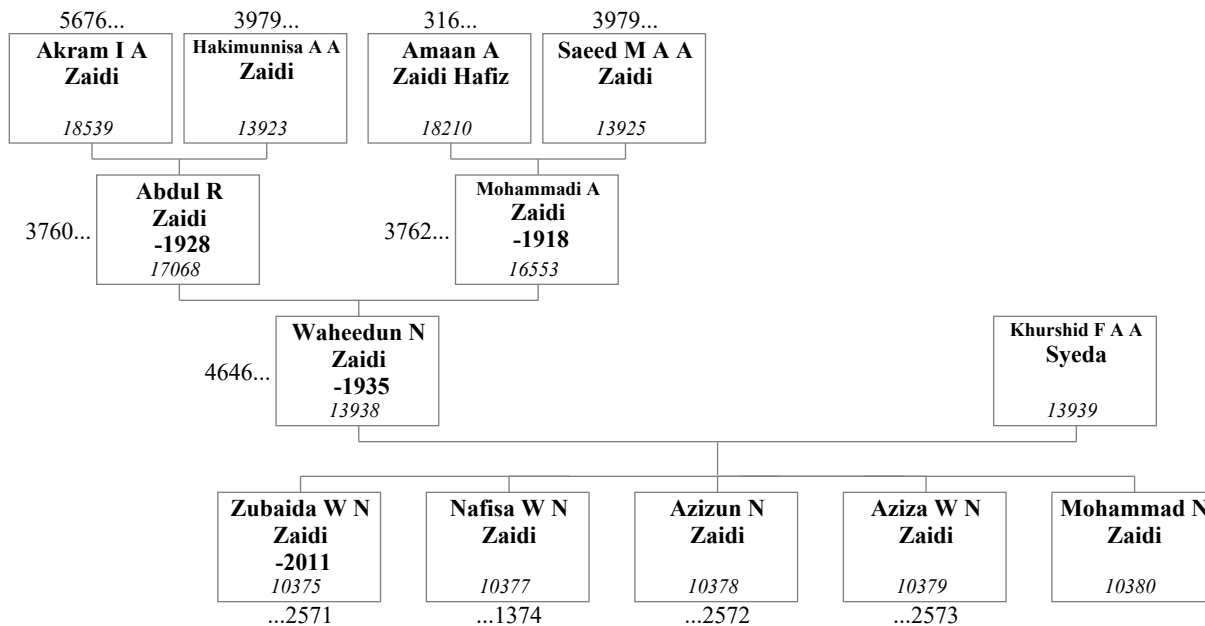 5676...
3979...
316...
3979...
Akram I A
Zaidi
18539
Hakimunnisa A A
Zaidi
13923
Amaan A
Zaidi Hafiz
18210
Saeed M A A
Zaidi
13925
3760...
Abdul R
Zaidi
-1928
17068
3762...
Mohammadi A
Zaidi
-1918
16553
4646...
Waheedun N
Zaidi
-1935
13938
Khurshid F A A
Syeda
13939
Zubaida W N
Zaidi
-2011
10375
Nafisa W N
Zaidi
10377
Azizun N
Zaidi
10378
Aziza W N
Zaidi
10379
Mohammad N
Zaidi
10380
...2571
...1374
...2572
...2573